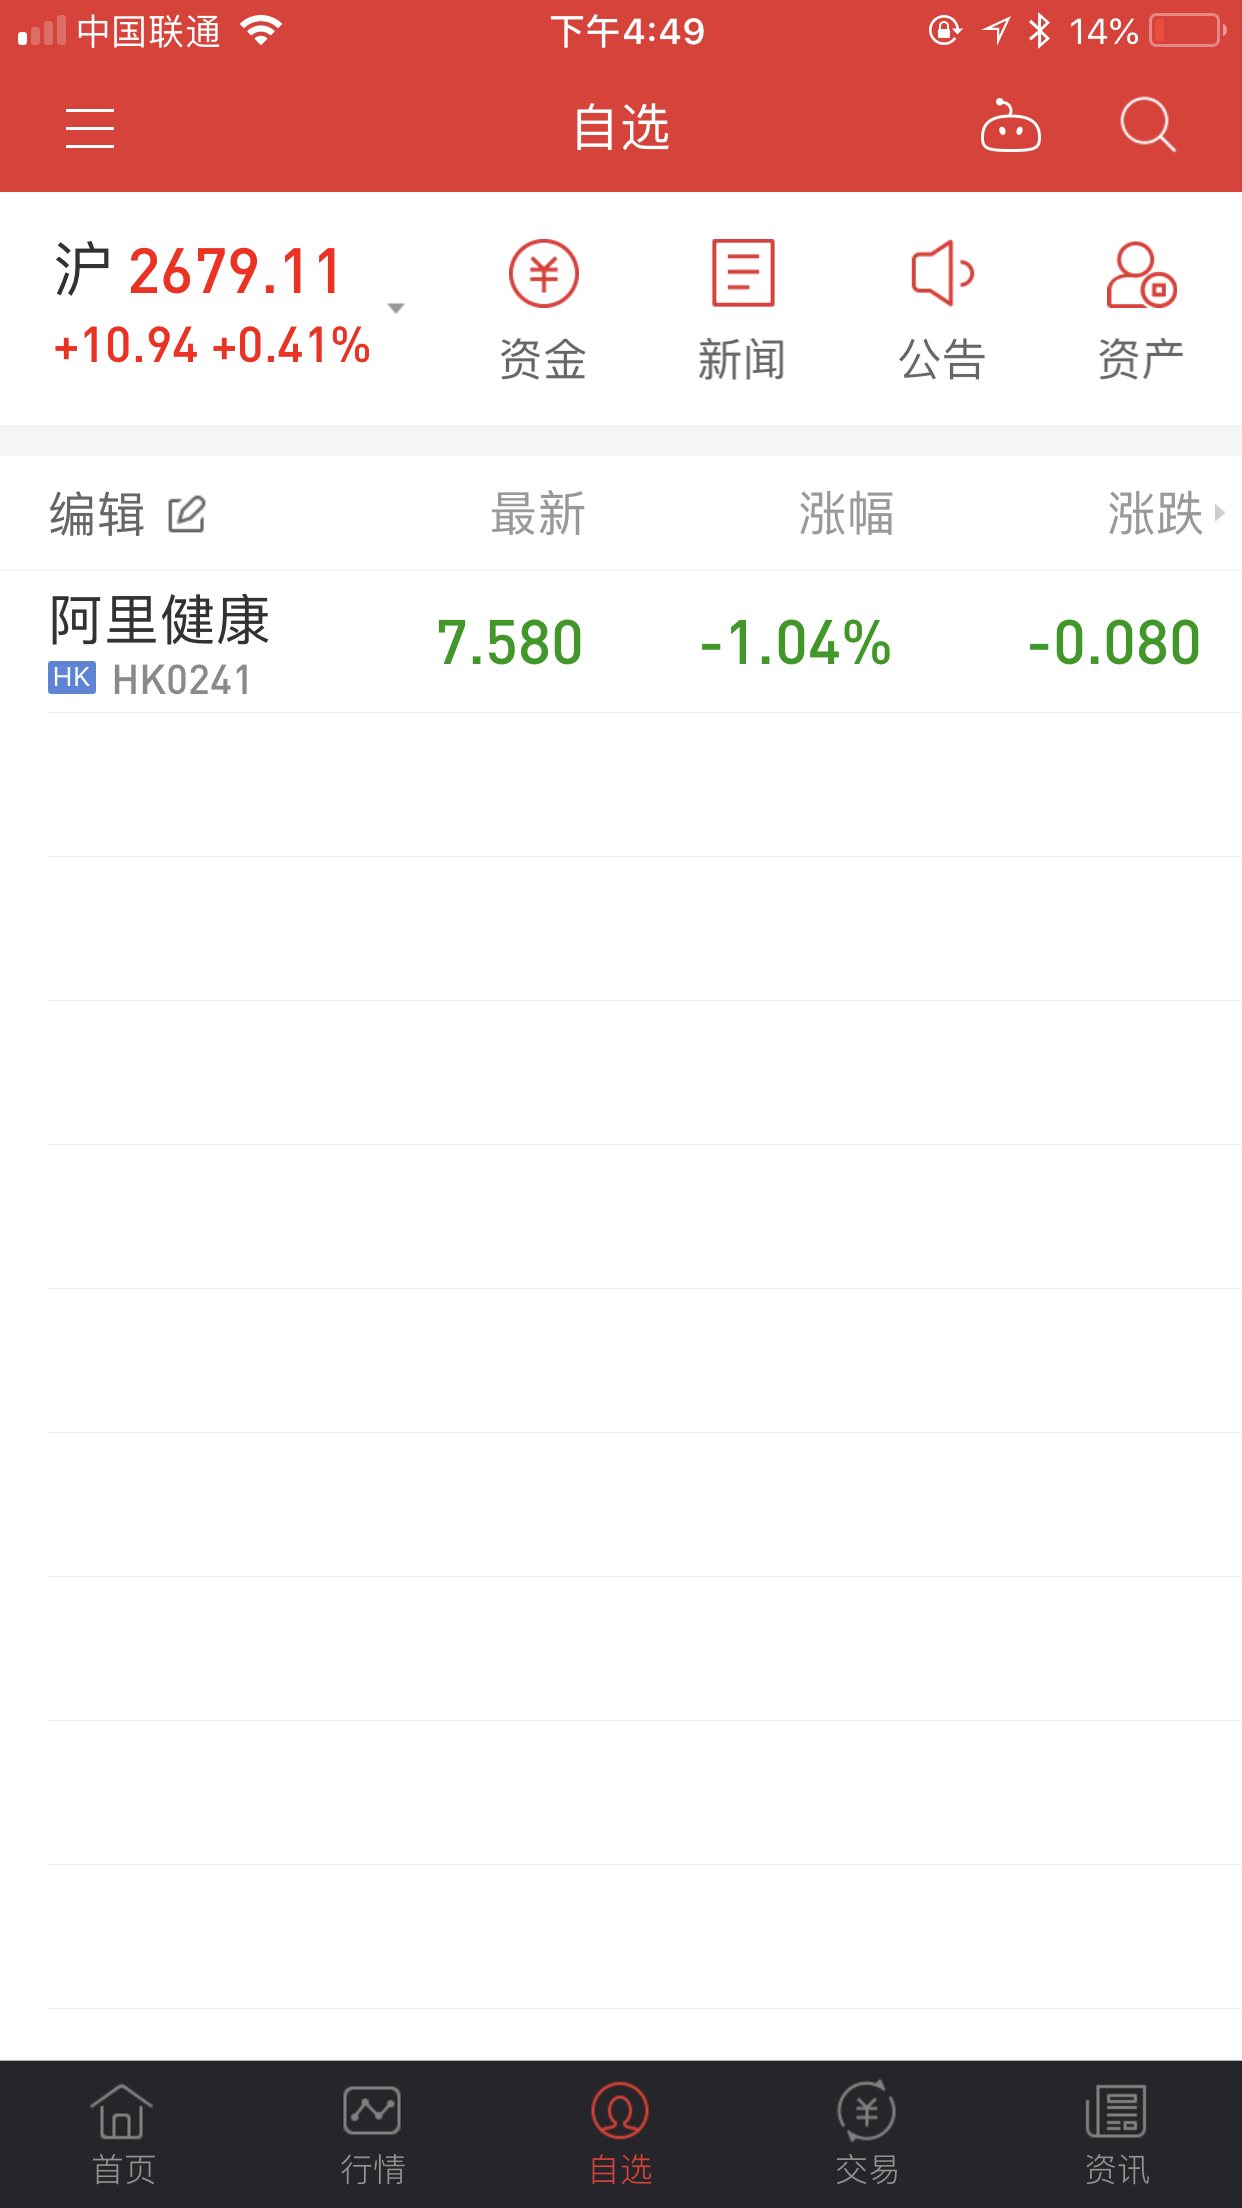 中国联通 下午4:49 14%
自选
沪 2679.11
+10.94 +0.41%
资金 新闻 公告 资产
编辑 最新 涨幅 涨跌
阿里健康 7.580 -1.04% -0.080
HK HK0241
首页 行情 自选 交易 资讯